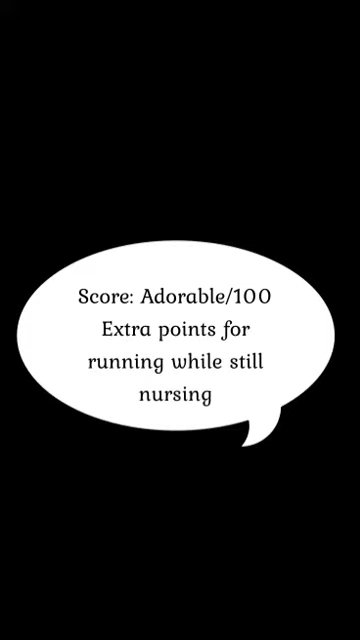 Score: Adorable/100
Extra points for
running while still
nursing